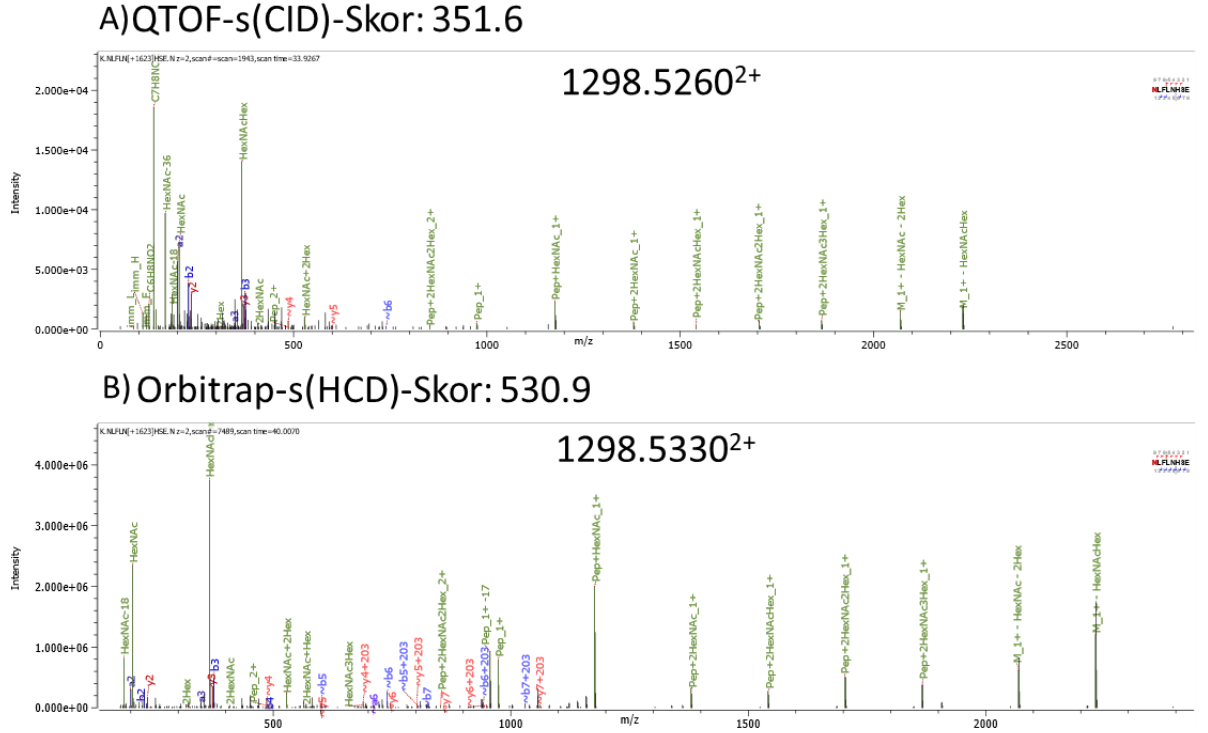 A) QTOF-s(CID)-Skor: 351.6
K.NLFLN[+1623]HSE.N z=2,scan#=scan=1943,scan time=33.9267
1298.5260²⁺
NLFLNHSE
Intensity
2.000e+04
1.500e+04
1.000e+04
5.000e+03
0.000e+00
imm_H
C6H8NO2
C7H8NO
HexNAc-36
HexNAc-18
a2
HexNAc
b2
y2
Hex
a3
HexNAcHex
y3
b3
2HexNAc
Pep_2+
~y4
HexNAc+2Hex
~y5
~b6
Pep+2HexNAc2Hex_2+
Pep_1+
Pep+HexNAc_1+
Pep+2HexNAc_1+
Pep+2HexNAcHex_1+
Pep+2HexNAc2Hex_1+
Pep+2HexNAc3Hex_1+
M_1+ - HexNAc - 2Hex
M_1+ - HexNAcHex
0 500 1000 1500 2000 2500
m/z
B) Orbitrap-s(HCD)-Skor: 530.9
K.NLFLN[+1623]HSE.N z=2,scan#=7489,scan time=40.0070
1298.5330²⁺
NLFLNHSE
Intensity
4.000e+06
3.000e+06
2.000e+06
1.000e+06
0.000e+00
HexNAc-18
a2
HexNAc
b2
y2
2Hex
a3
y3
b3
2HexNAc
Pep_2+
~y4
HexNAc+2Hex
HexNAc+Hex
~b5
HexNAc3Hex
~y4+203
a6
~b6
~y6
~b5+203
~y5+203
~b7
Pep+2HexNAc2Hex_2+
~y7
~y6+203
~b6+203
Pep_1+ -17
Pep_1+
~b7+203
~y7+203
Pep+HexNAc_1+
Pep+2HexNAc_1+
Pep+2HexNAcHex_1+
Pep+2HexNAc2Hex_1+
Pep+2HexNAc3Hex_1+
M_1+ - HexNAc - 2Hex
M_1+ - HexNAcHex
500 1000 1500 2000
m/z